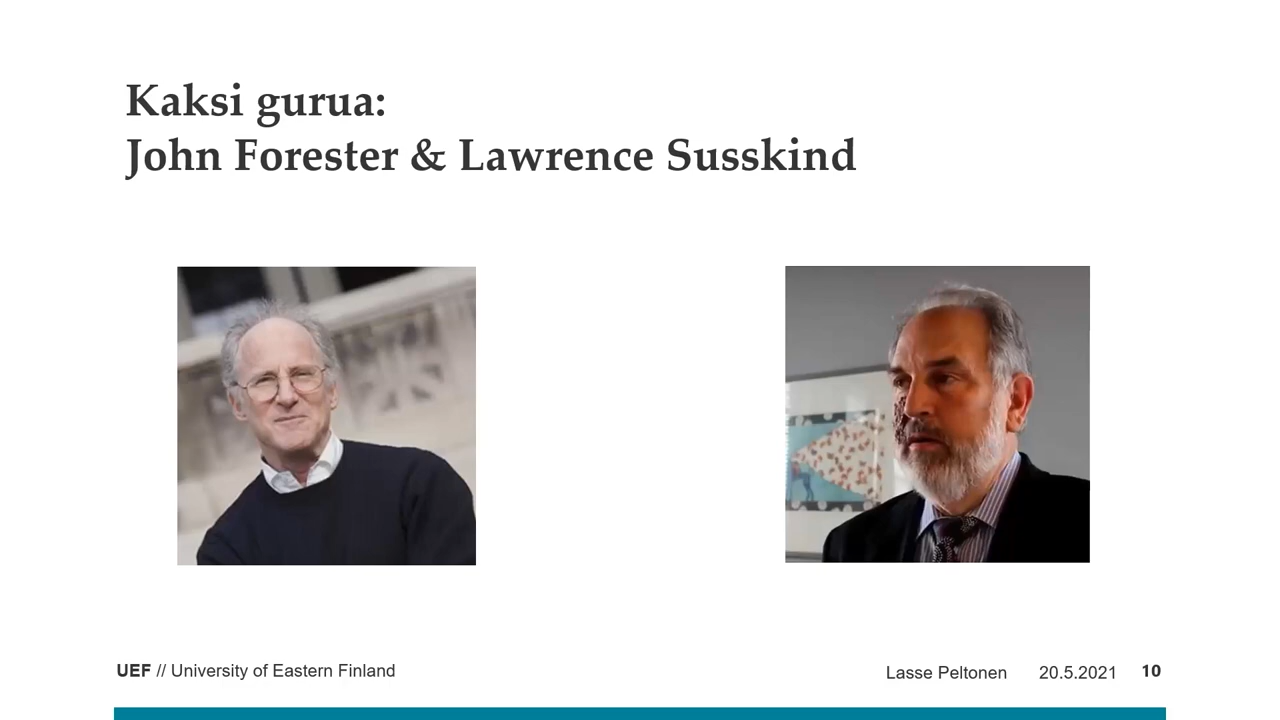 Kaksi gurua:
John Forester & Lawrence Susskind
UEF // University of Eastern Finland
Lasse Peltonen 20.5.2021 10